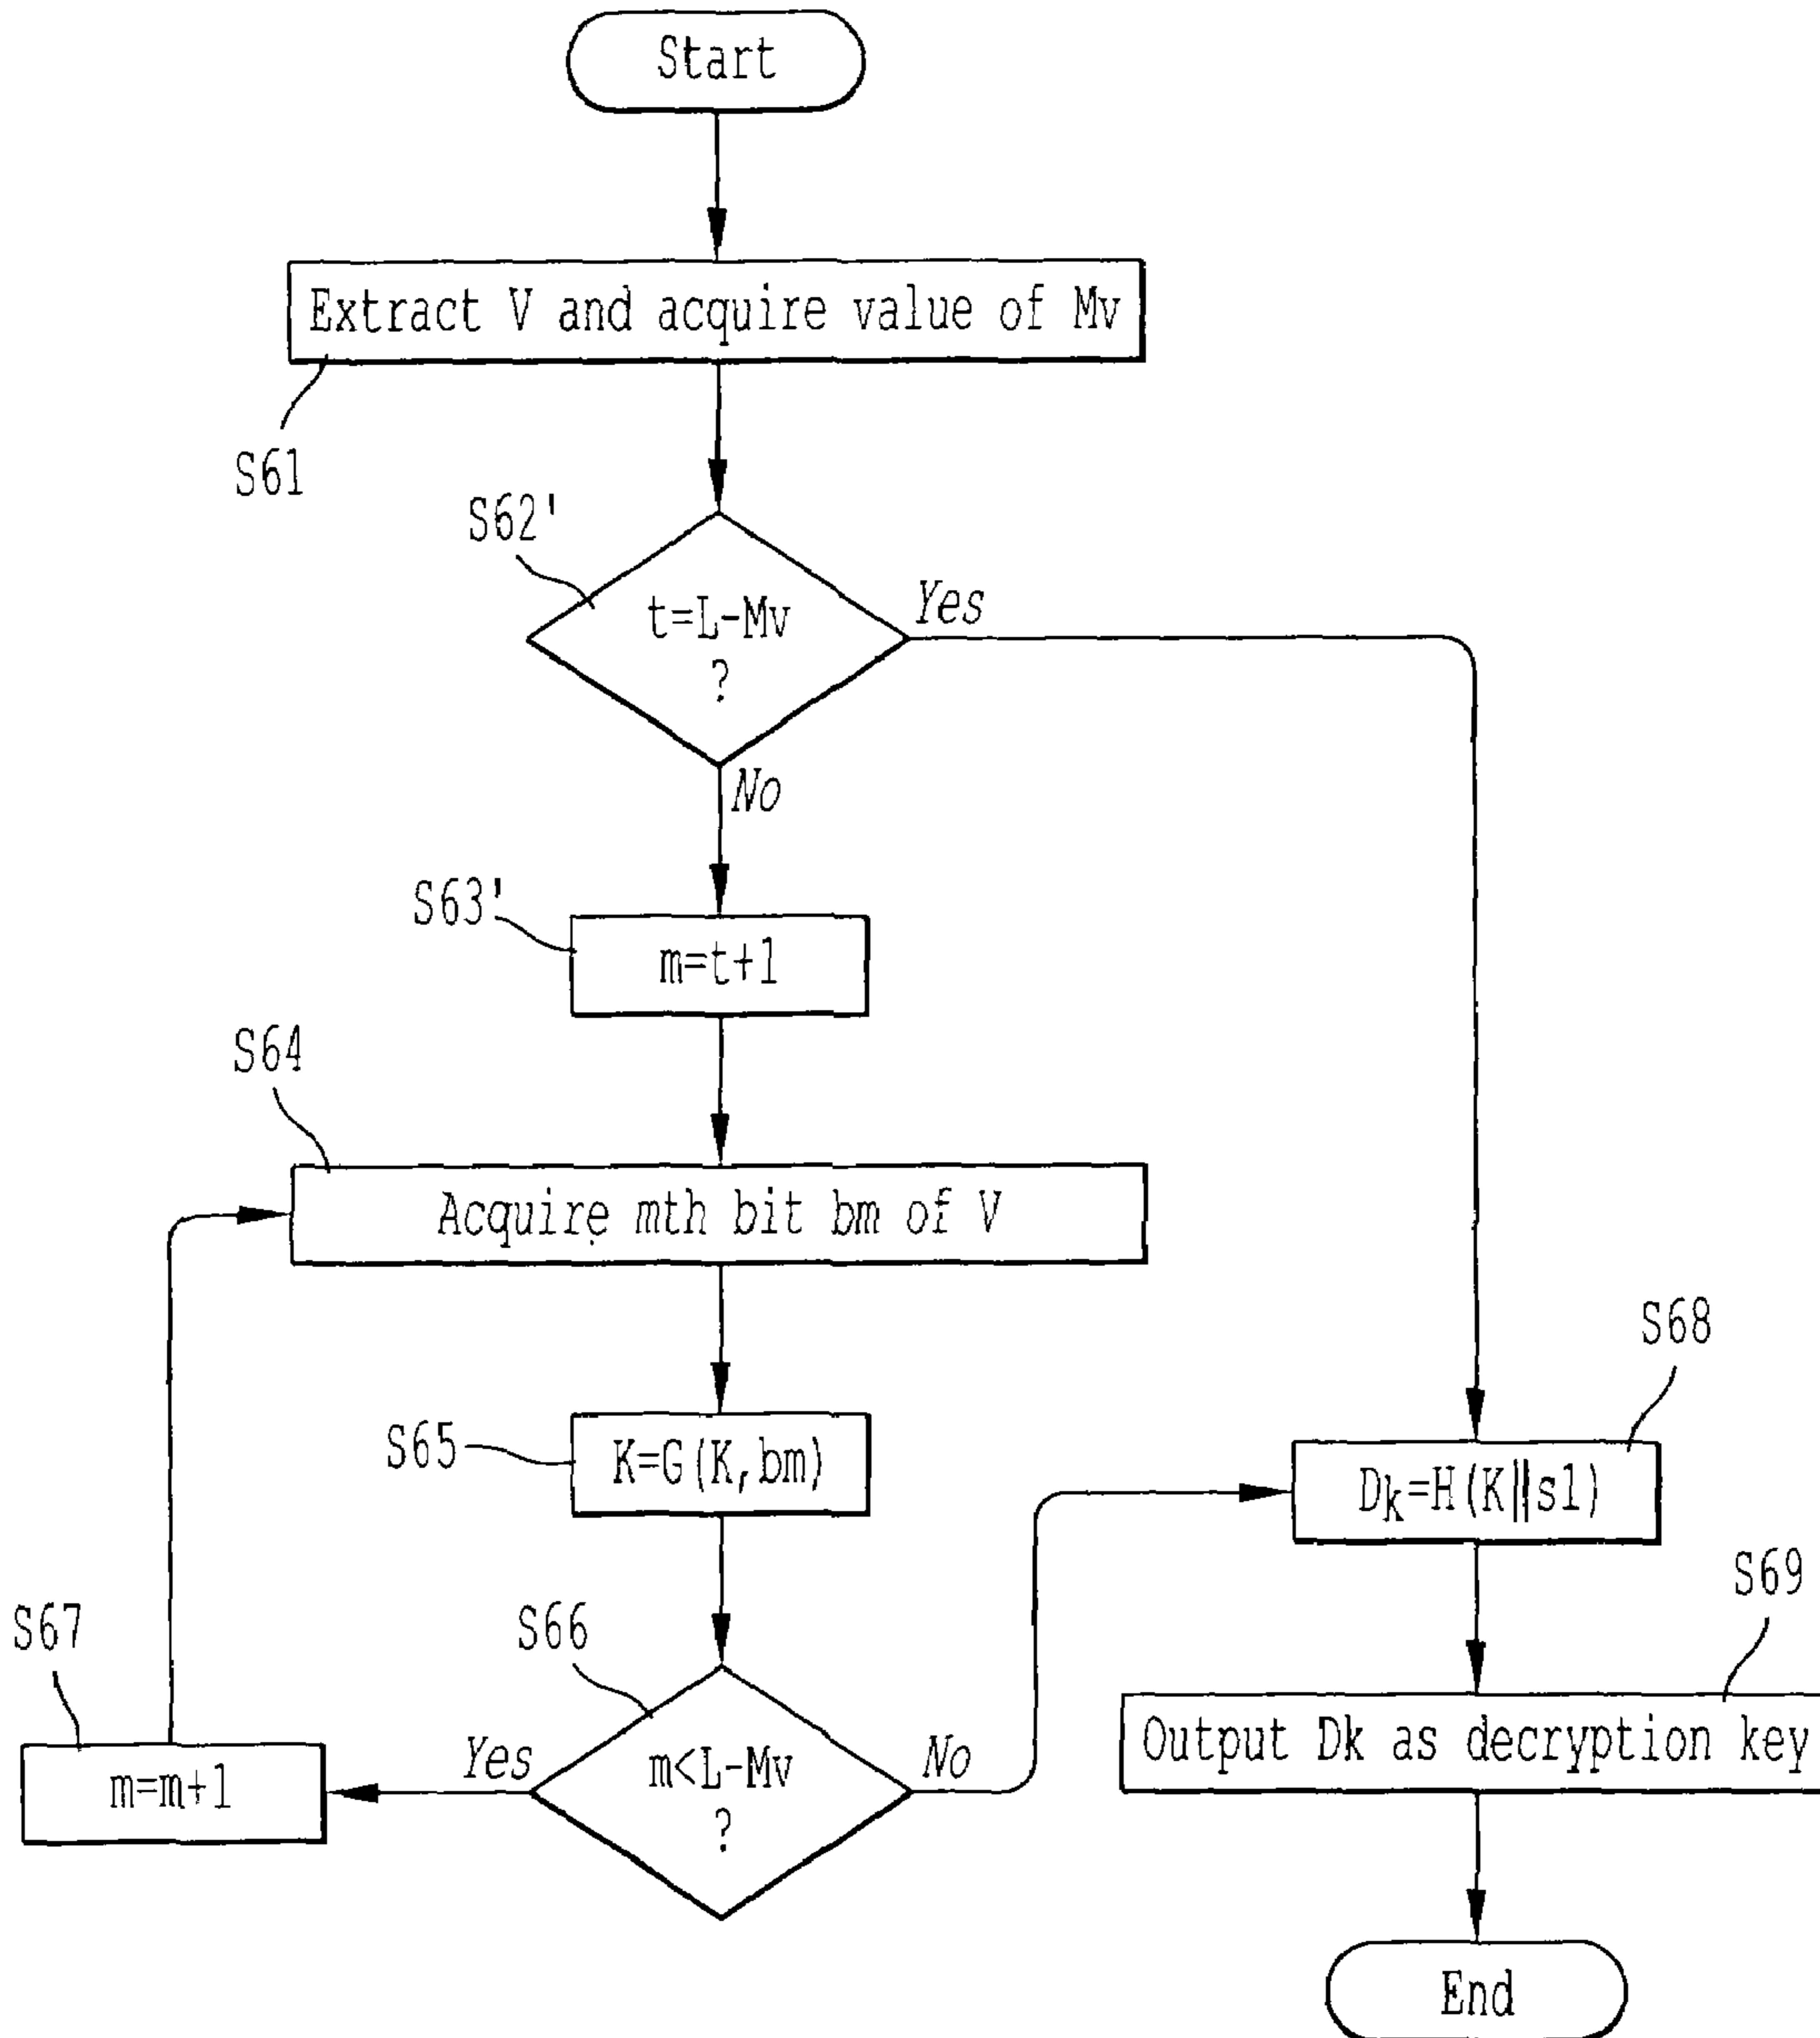 Start
Extract V and acquire value of Mv
S61
S62'
t=L-Mv
?
Yes
No
S63'
m=t+1
S64
Acquire mth bit bm of V
S65
K=G(K,bm)
S66
m<L-Mv
?
Yes
No
S67
m=m+1
S68
Dk=H(K||s1)
S69
Output Dk as decryption key
End